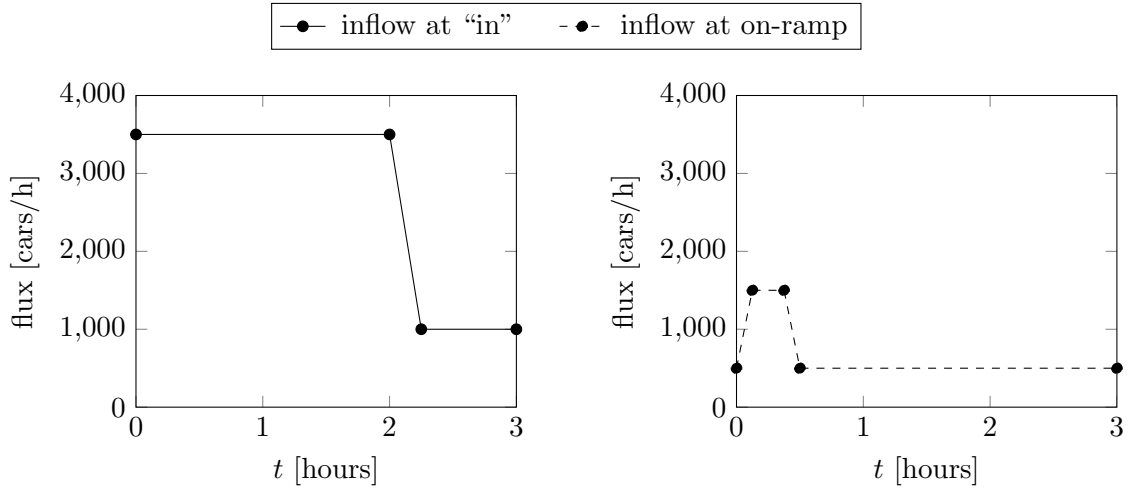 inflow at “in” inflow at on-ramp
4,000
3,000
2,000
1,000
0
flux [cars/h]
0 1 2 3
t [hours]
4,000
3,000
2,000
1,000
0
flux [cars/h]
0 1 2 3
t [hours]